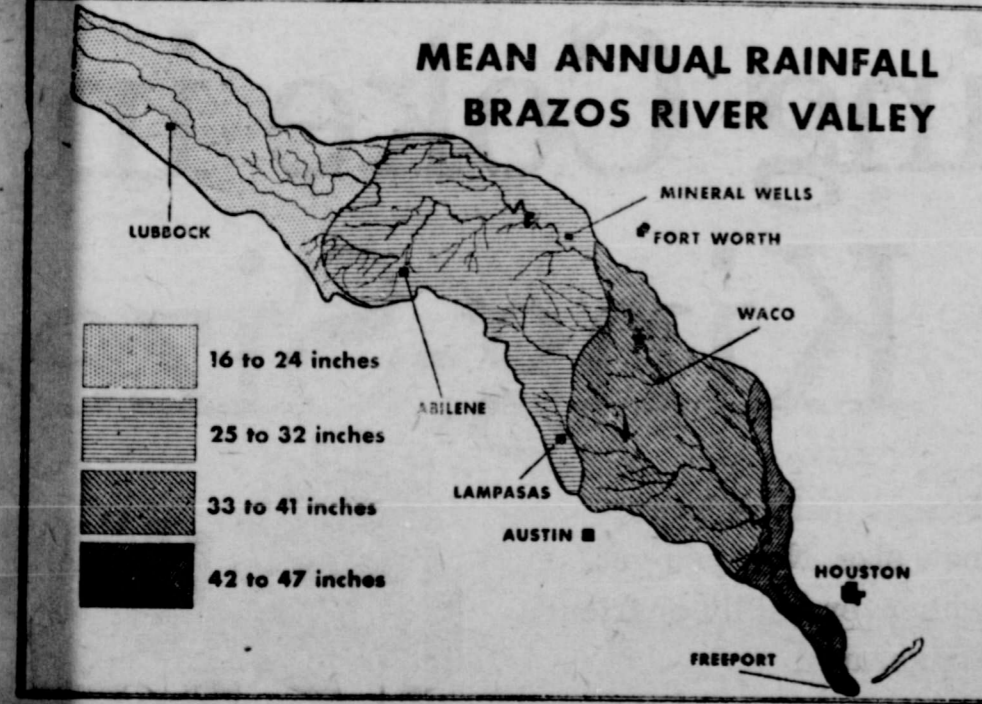 MEAN ANNUAL RAINFALL
BRAZOS RIVER VALLEY
MINERAL WELLS
FORT WORTH
LUBBOCK
WACO
16 to 24 inches
ABILENE
25 to 32 inches
LAMPASAS
33 to 41 inches
AUSTIN
HOUSTON
42 to 47 inches
FREEPORT